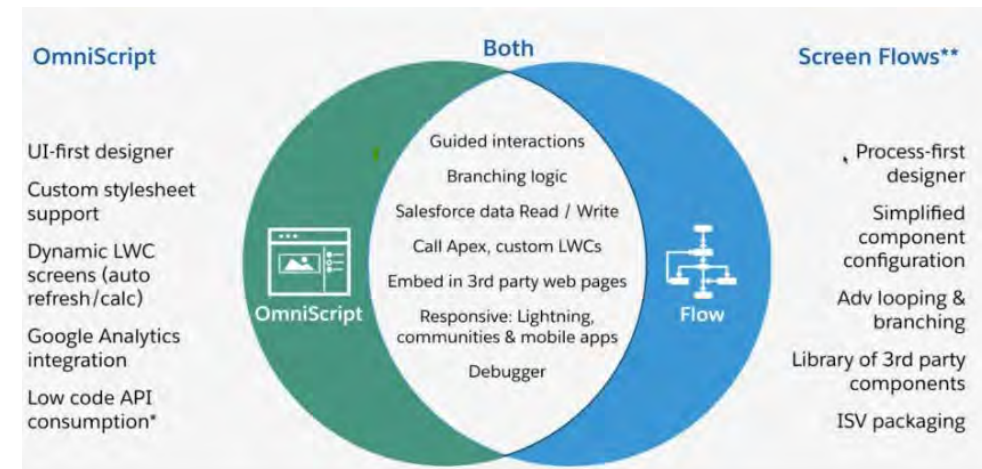 OmniScript
Both
Screen Flows**
UI-first designer
Custom stylesheet
support
Dynamic LWC
screens (auto
refresh/calc)
Google Analytics
integration
Low code API
consumption*
OmniScript
Guided interactions
Branching logic
Salesforce data Read / Write
Call Apex, custom LWCs
Embed in 3rd party web pages
Responsive: Lightning,
communities & mobile apps
Debugger
Flow
Process-first
designer
Simplified
component
configuration
Adv looping &
branching
Library of 3rd party
components
ISV packaging